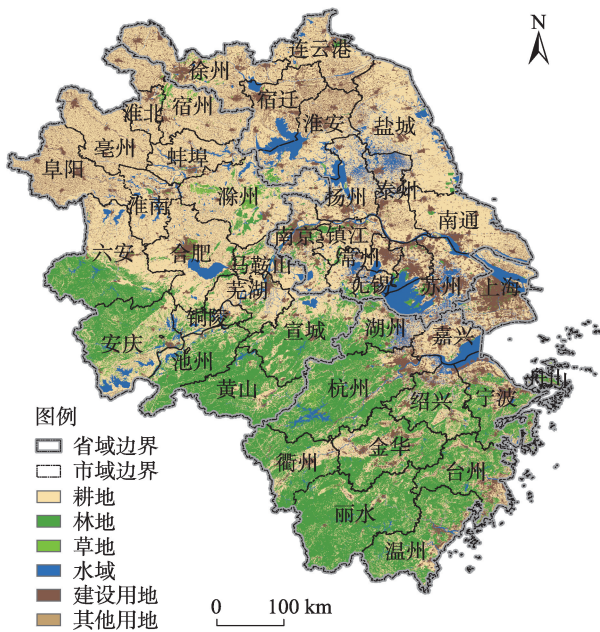 N
连云港
徐州
宿州
宿迁
淮北
淮安
盐城
亳州
蚌埠
阜阳
淮南
滁州
扬州
泰州
南通
六安
合肥
南京
镇江
马鞍山
常州
芜湖
无锡
苏州
上海
铜陵
宣城
湖州
嘉兴
安庆
池州
黄山
杭州
绍兴
宁波
舟山
衢州
金华
台州
丽水
温州
图例
省域边界
市域边界
耕地
林地
草地
水域
建设用地
其他用地
0 100 km